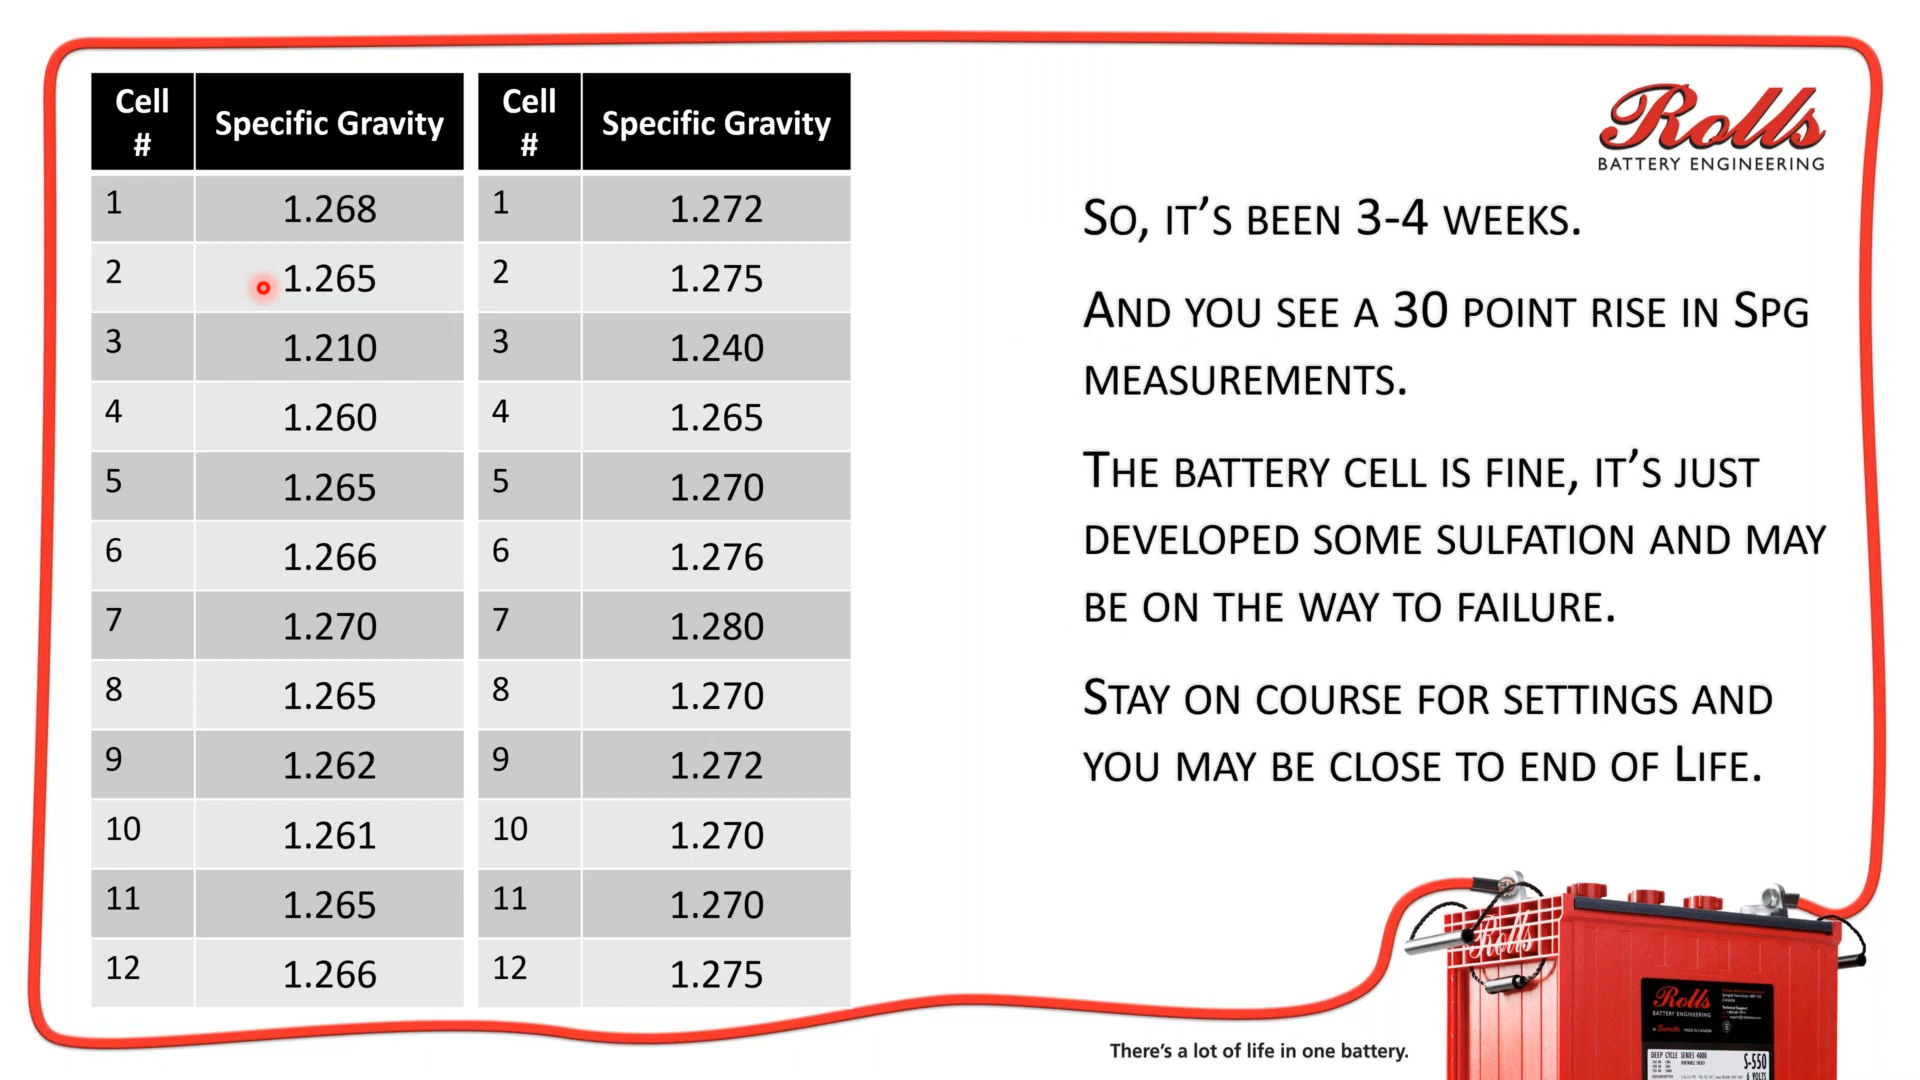 Cell # Specific Gravity Cell # Specific Gravity
1 1.268 1 1.272
2 1.265 2 1.275
3 1.210 3 1.240
4 1.260 4 1.265
5 1.265 5 1.270
6 1.266 6 1.276
7 1.270 7 1.280
8 1.265 8 1.270
9 1.262 9 1.272
10 1.261 10 1.270
11 1.265 11 1.270
12 1.266 12 1.275
Rolls
BATTERY ENGINEERING
So, it’s been 3-4 weeks.
And you see a 30 point rise in Spg
measurements.
The battery cell is fine, it’s just
developed some sulfation and may
be on the way to failure.
Stay on course for settings and
you may be close to end of Life.
There’s a lot of life in one battery.
Rolls
Rolls
BATTERY ENGINEERING
DEEP CYCLE SERIES 4000
S-550
6 VOLTS